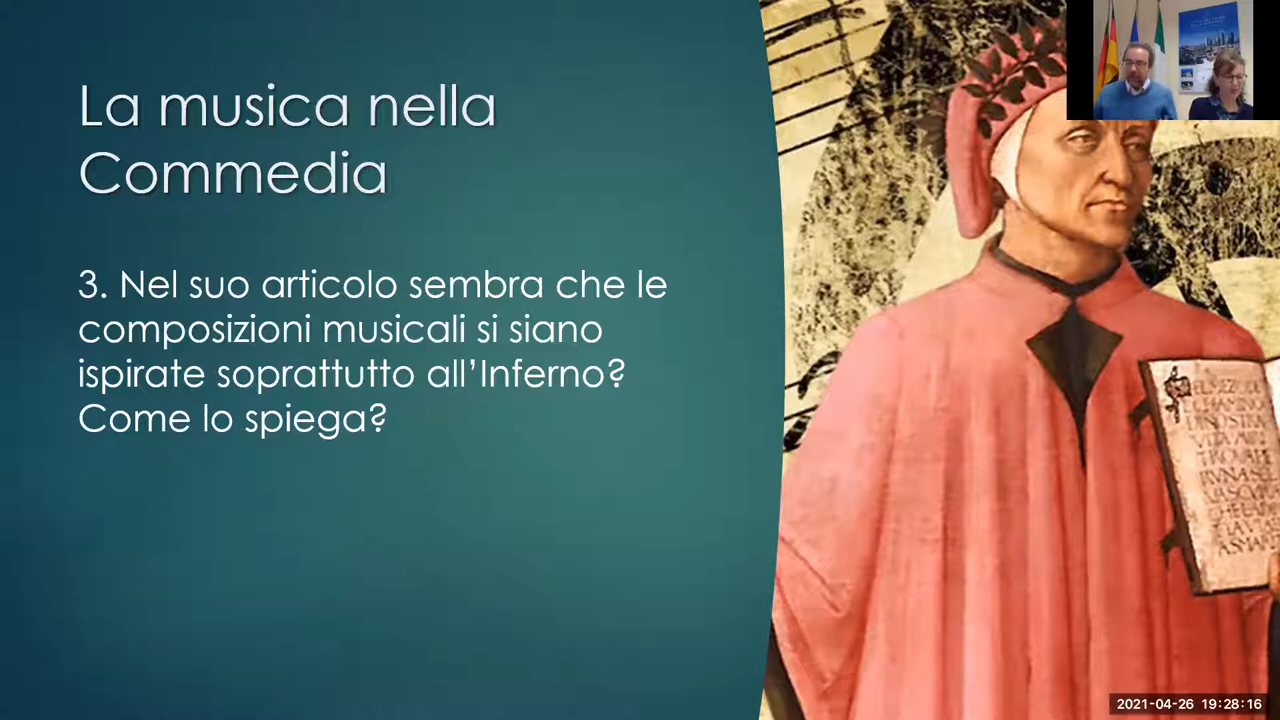 La musica nella
Commedia
3. Nel suo articolo sembra che le
composizioni musicali si siano
ispirate soprattutto all’Inferno?
Come lo spiega?
2021-04-26 19:28:16